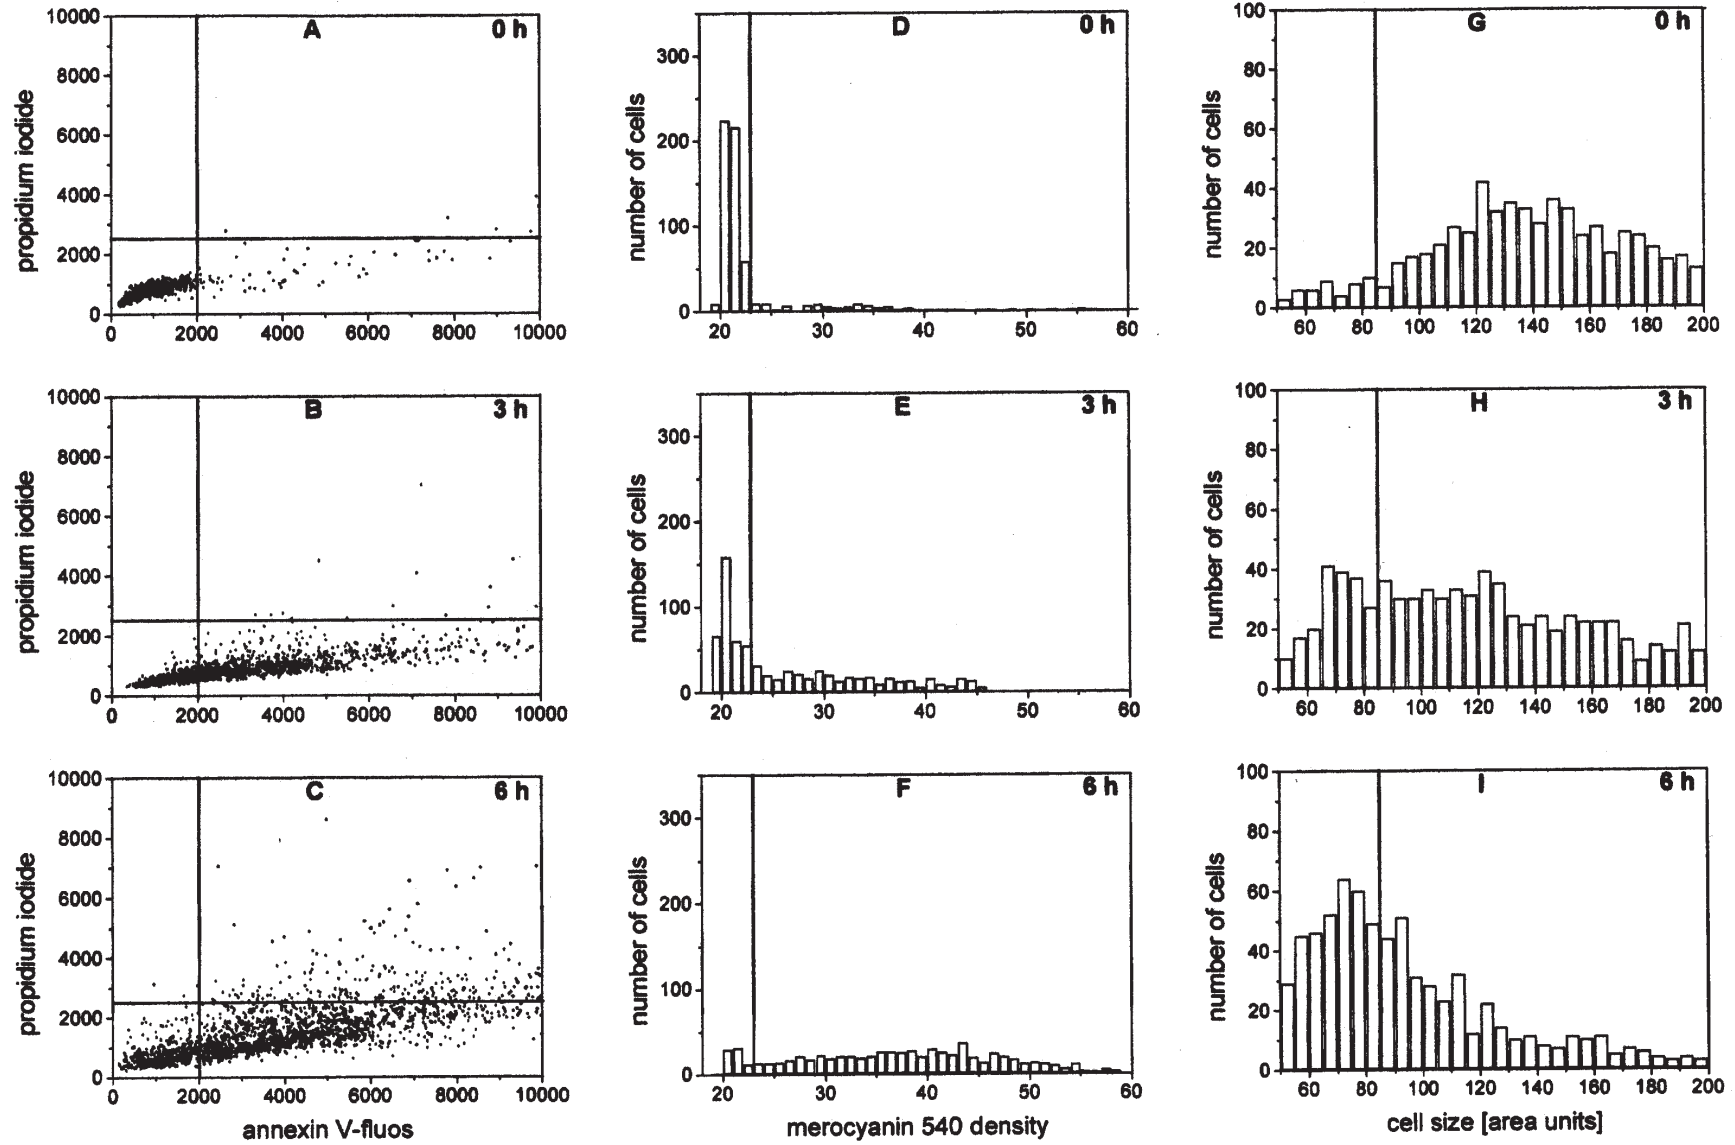 A 0 h
10000
8000
6000
4000
2000
0
propidium iodide
0 2000 4000 6000 8000 10000
D 0 h
300
200
100
0
number of cells
20 30 40 50 60
G 0 h
100
80
60
40
20
0
number of cells
60 80 100 120 140 160 180 200
B 3 h
10000
8000
6000
4000
2000
0
propidium iodide
0 2000 4000 6000 8000 10000
E 3 h
300
200
100
0
number of cells
20 30 40 50 60
H 3 h
100
80
60
40
20
0
number of cells
60 80 100 120 140 160 180 200
C 6 h
10000
8000
6000
4000
2000
0
propidium iodide
0 2000 4000 6000 8000 10000
annexin V-fluos
F 6 h
300
200
100
0
number of cells
20 30 40 50 60
merocyanin 540 density
I 6 h
100
80
60
40
20
0
number of cells
60 80 100 120 140 160 180 200
cell size [area units]